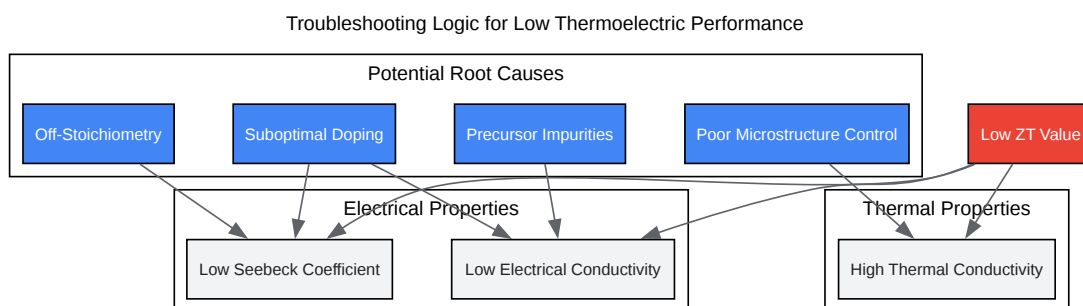 Troubleshooting Logic for Low Thermoelectric Performance
Potential Root Causes
Off-Stoichiometry
Suboptimal Doping
Precursor Impurities
Poor Microstructure Control
Low ZT Value
Electrical Properties
Thermal Properties
Low Seebeck Coefficient
Low Electrical Conductivity
High Thermal Conductivity